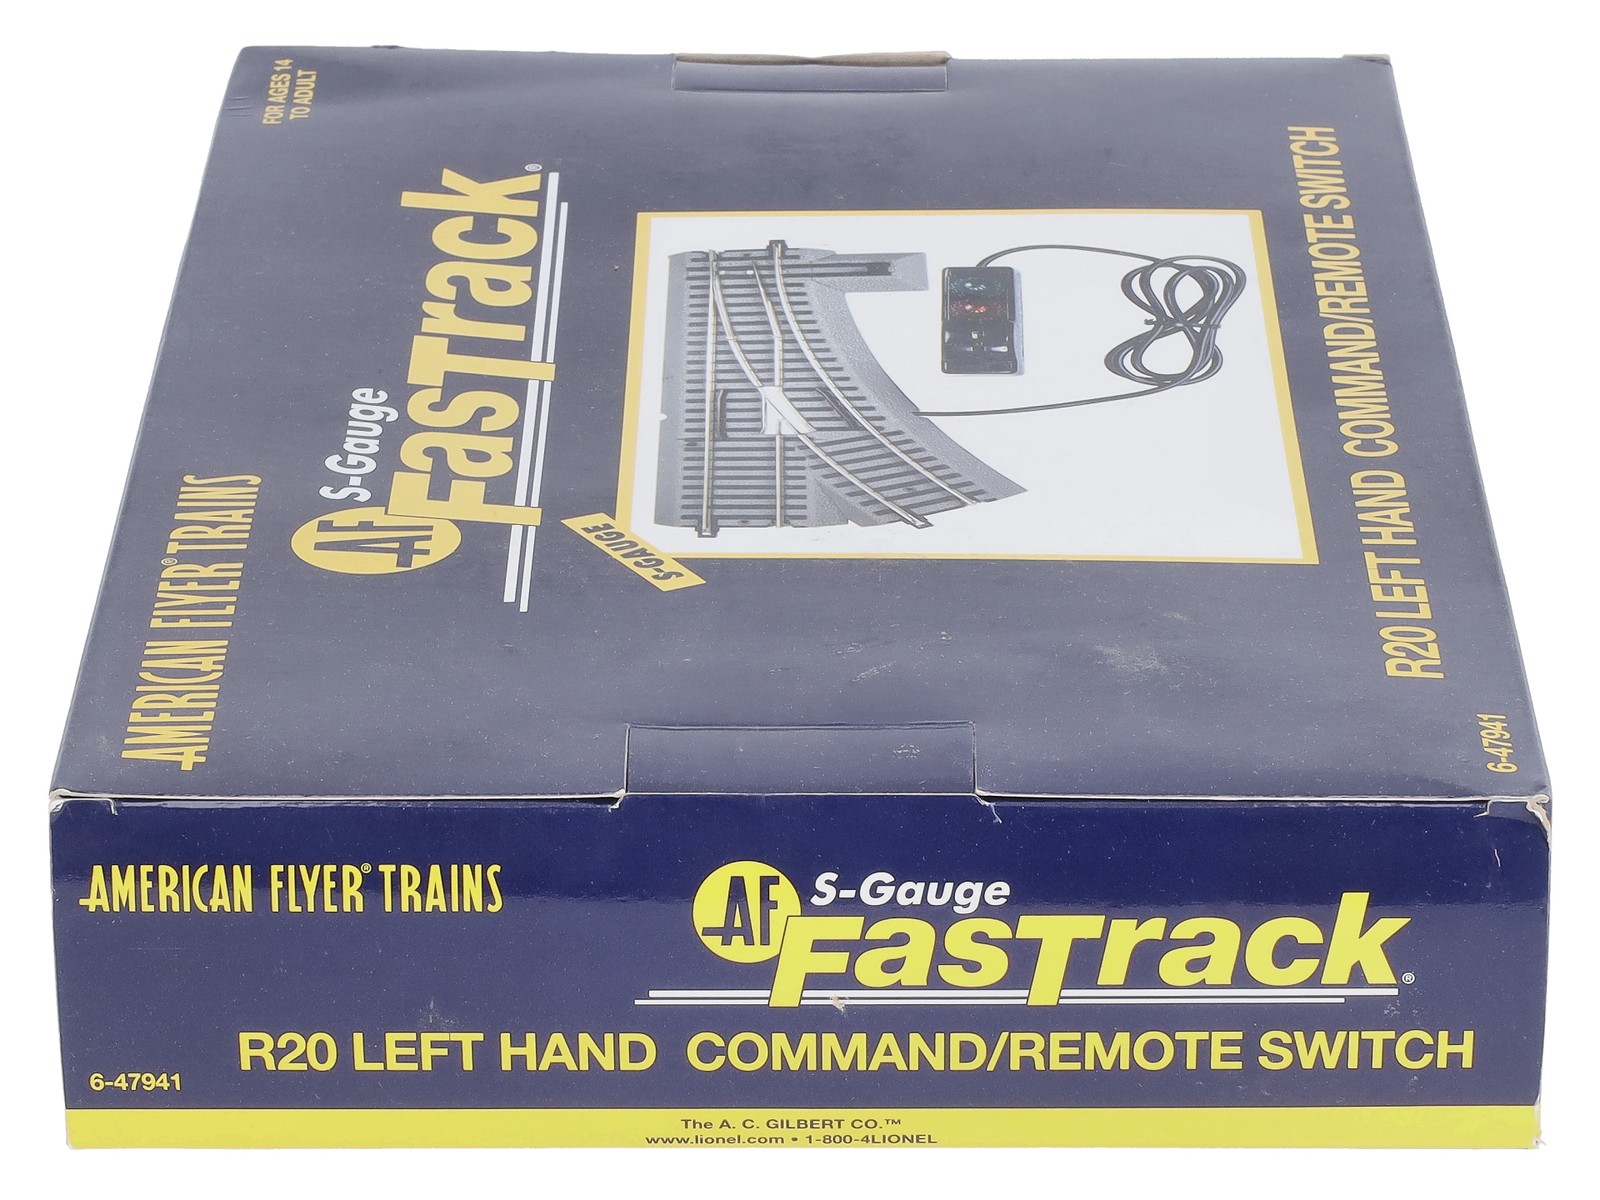 FOR AGES 14
TO ADULT
AMERICAN FLYER® TRAINS
AF
S-Gauge
FasTrack®
S-GAUGE
R20 LEFT HAND COMMAND/REMOTE SWITCH
6-47941
AMERICAN FLYER® TRAINS
AF
S-Gauge
FasTrack®
R20 LEFT HAND COMMAND/REMOTE SWITCH
6-47941
The A. C. GILBERT CO.™
www.lionel.com • 1-800-4LIONEL